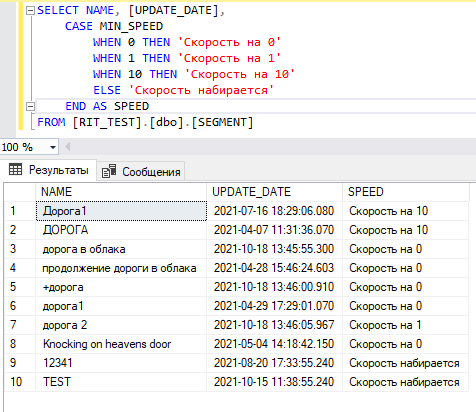 SELECT NAME, [UPDATE_DATE],
CASE MIN_SPEED
WHEN 0 THEN 'Скорость на 0'
WHEN 1 THEN 'Скорость на 1'
WHEN 10 THEN 'Скорость на 10'
ELSE 'Скорость набирается'
END AS SPEED
FROM [RIT_TEST].[dbo].[SEGMENT]
100 %
Результаты Сообщения
NAME UPDATE_DATE SPEED
1 Дорога1 2021-07-16 18:29:06.080 Скорость на 10
2 ДОРОГА 2021-04-07 11:31:36.070 Скорость на 10
3 дорога в облака 2021-10-18 13:45:55.300 Скорость на 0
4 продолжение дороги в облака 2021-04-28 15:46:24.603 Скорость на 0
5 +дорога 2021-10-18 13:46:00.910 Скорость на 0
6 дорога1 2021-04-29 17:29:01.070 Скорость на 0
7 дорога 2 2021-10-18 13:46:05.967 Скорость на 1
8 Knocking on heavens door 2021-05-04 14:18:42.150 Скорость на 0
9 12341 2021-08-20 17:33:55.240 Скорость набирается
10 TEST 2021-10-15 11:38:55.240 Скорость набирается